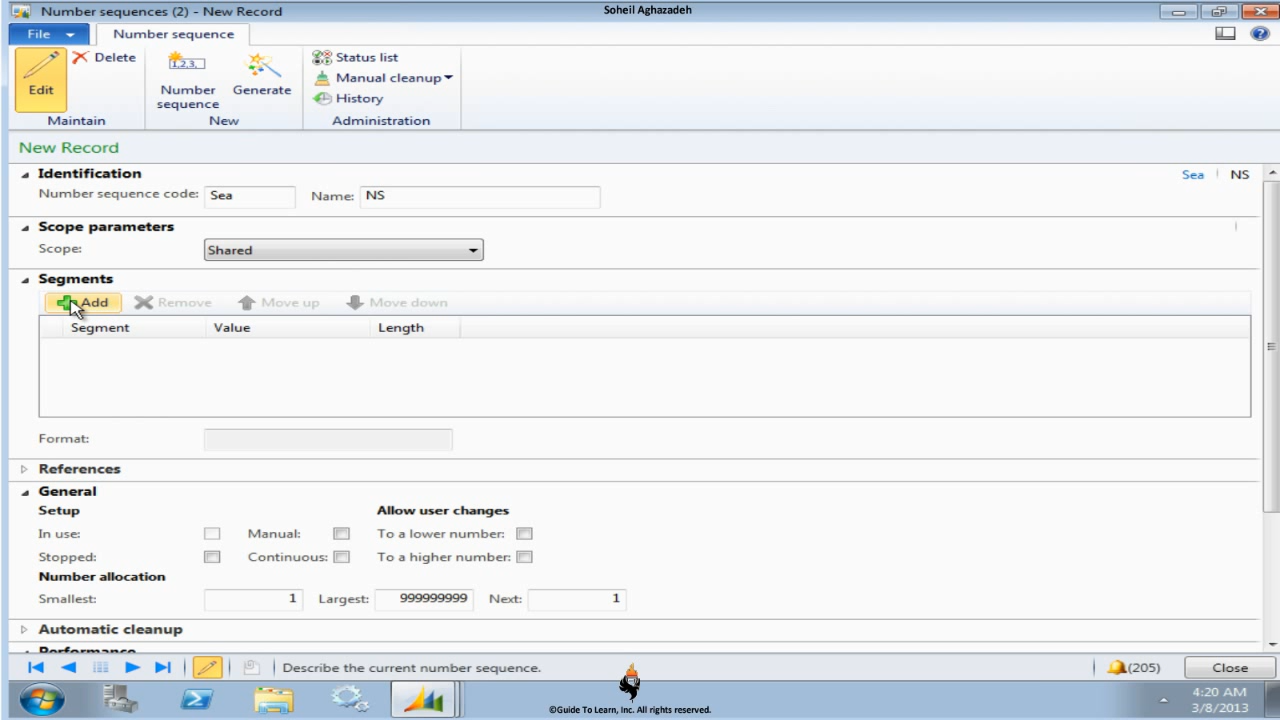 Number sequences (2) - New Record
Soheil Aghazadeh
File
Number sequence
Edit
Delete
Maintain
1,2,3,
Number sequence
Generate
New
Status list
Manual cleanup
History
Administration
New Record
Identification
Sea
NS
Number sequence code: Sea
Name: NS
Scope parameters
Scope: Shared
Segments
Add
Remove
Move up
Move down
Segment
Value
Length
Format:
References
General
Setup
Allow user changes
In use:
Manual:
To a lower number:
Stopped:
Continuous:
To a higher number:
Number allocation
Smallest: 1
Largest: 999999999
Next: 1
Automatic cleanup
Performance
Describe the current number sequence.
(205)
Close
4:20 AM
3/8/2013
©Guide To Learn, Inc. All rights reserved.